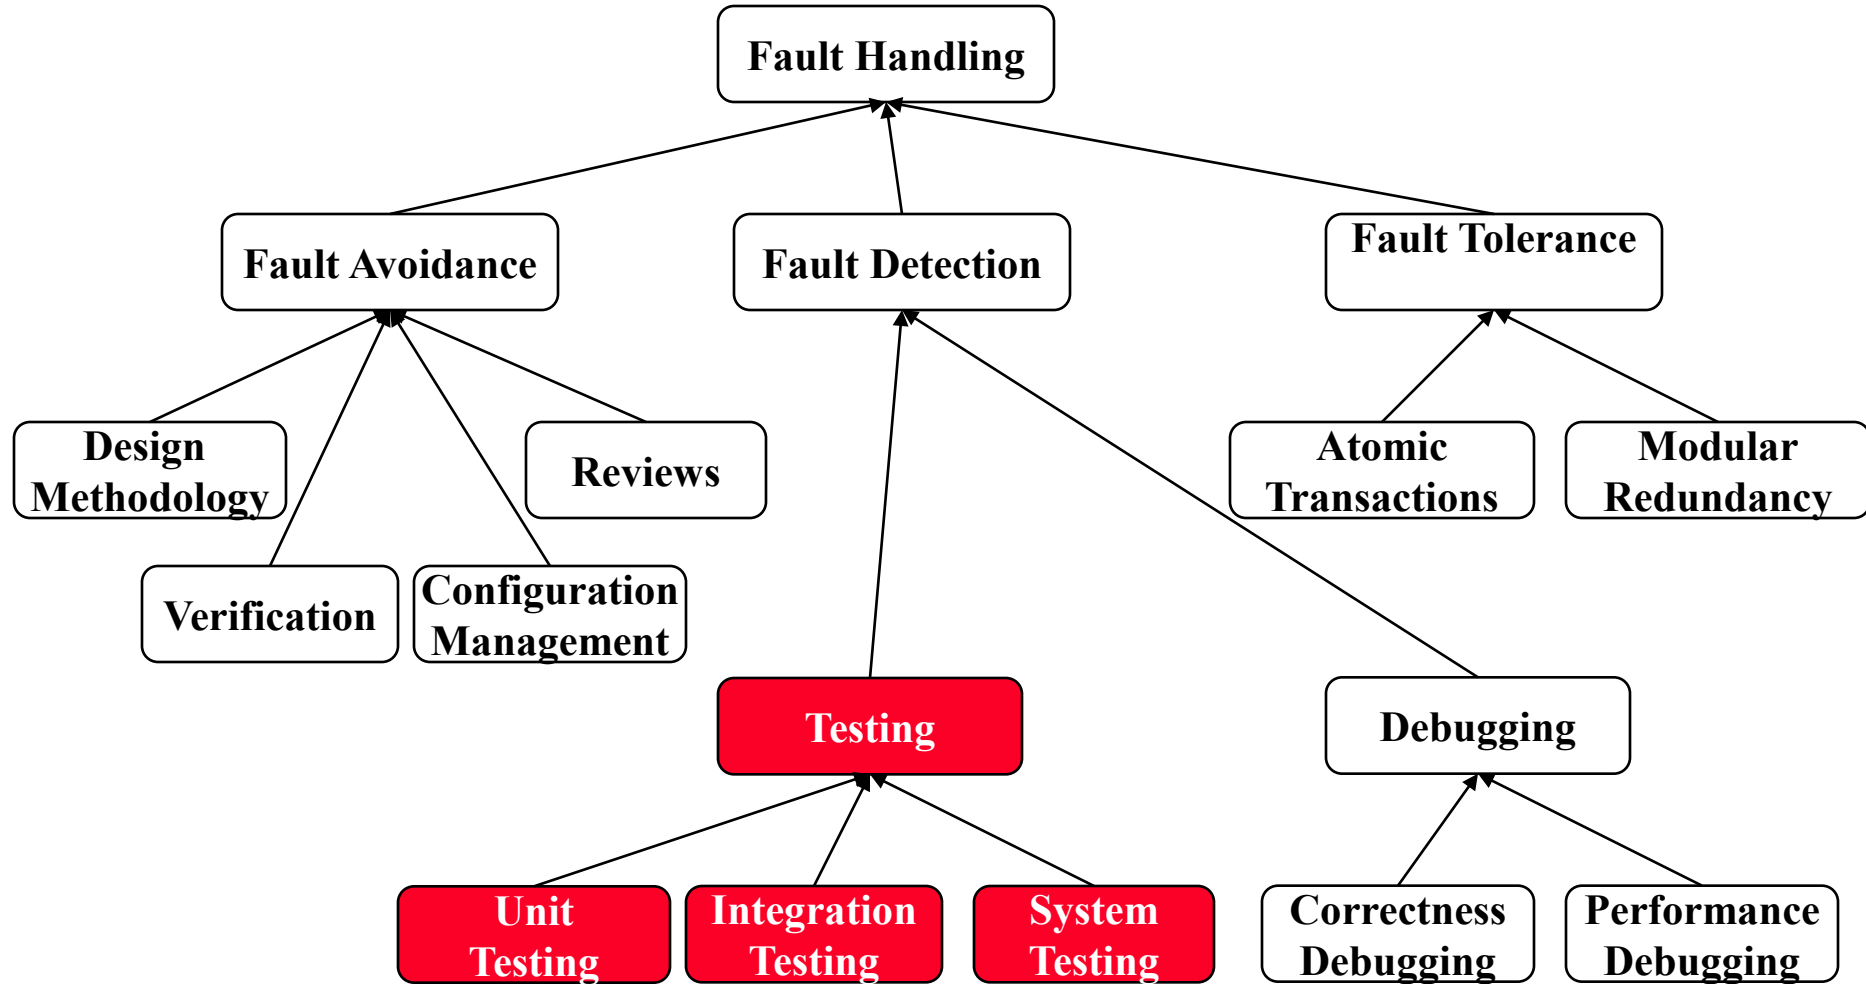 Fault Handling
Fault Avoidance
Fault Detection
Fault Tolerance
Design
Methodology
Reviews
Atomic
Transactions
Modular
Redundancy
Verification
Configuration
Management
Testing
Debugging
Unit
Testing
Integration
Testing
System
Testing
Correctness
Debugging
Performance
Debugging